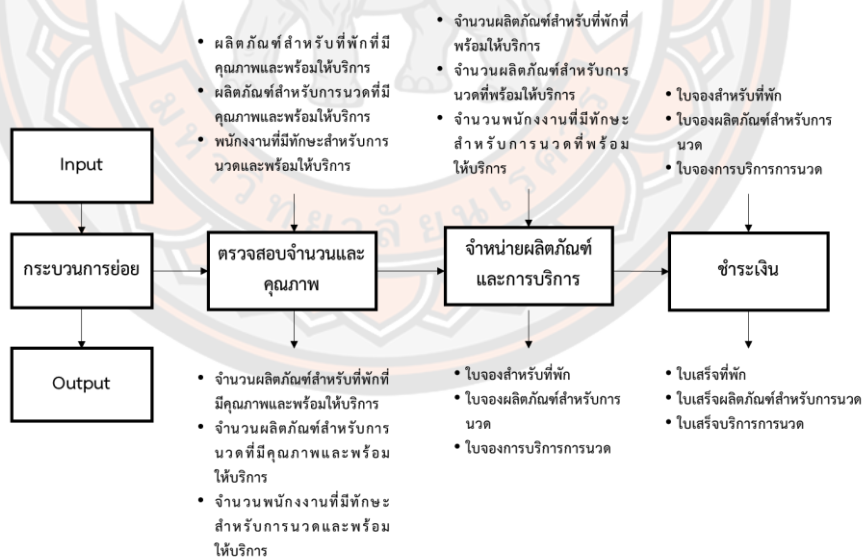 • ผลิตภัณฑ์สำหรับที่พักที่มี
คุณภาพและพร้อมให้บริการ
• ผลิตภัณฑ์สำหรับการนวดที่มี
คุณภาพและพร้อมให้บริการ
• พนักงงานที่มีทักษะสำหรับการ
นวดและพร้อมให้บริการ
• จำนวนผลิตภัณฑ์สำหรับที่พักที่
พร้อมให้บริการ
• จำนวนผลิตภัณฑ์สำหรับการ
นวดที่พร้อมให้บริการ
• จำนวนพนักงงานที่มีทักษะ
สำหรับการนวดที่พร้อม
ให้บริการ
• ใบจองสำหรับที่พัก
• ใบจองผลิตภัณฑ์สำหรับการ
นวด
• ใบจองการบริการการนวด
Input
กระบวนการย่อย
ตรวจสอบจำนวนและ
คุณภาพ
จำหน่ายผลิตภัณฑ์
และการบริการ
ชำระเงิน
Output
• จำนวนผลิตภัณฑ์สำหรับที่พักที่
มีคุณภาพและพร้อมให้บริการ
• จำนวนผลิตภัณฑ์สำหรับการ
นวดที่มีคุณภาพและพร้อม
ให้บริการ
• จำนวนพนักงงานที่มีทักษะ
สำหรับการนวดและพร้อม
ให้บริการ
• ใบจองสำหรับที่พัก
• ใบจองผลิตภัณฑ์สำหรับการ
นวด
• ใบจองการบริการการนวด
• ใบเสร็จที่พัก
• ใบเสร็จผลิตภัณฑ์สำหรับการนวด
• ใบเสร็จบริการการนวด
มหาวิทยาลัยนเรศวร